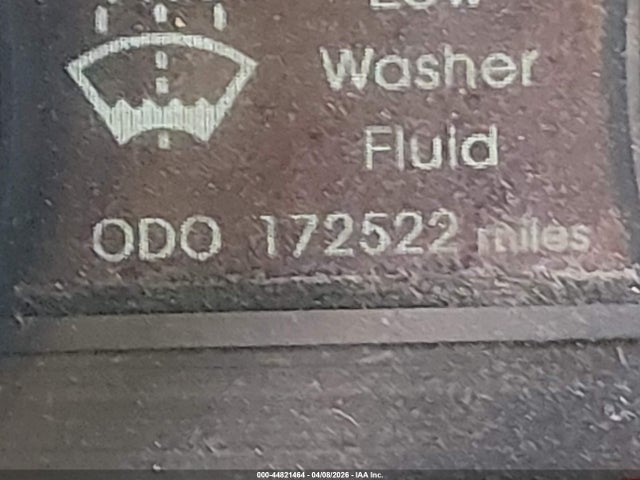 Low
Washer
Fluid
ODO 172522 miles
000-44821464 - 04/08/2026 - IAA Inc.